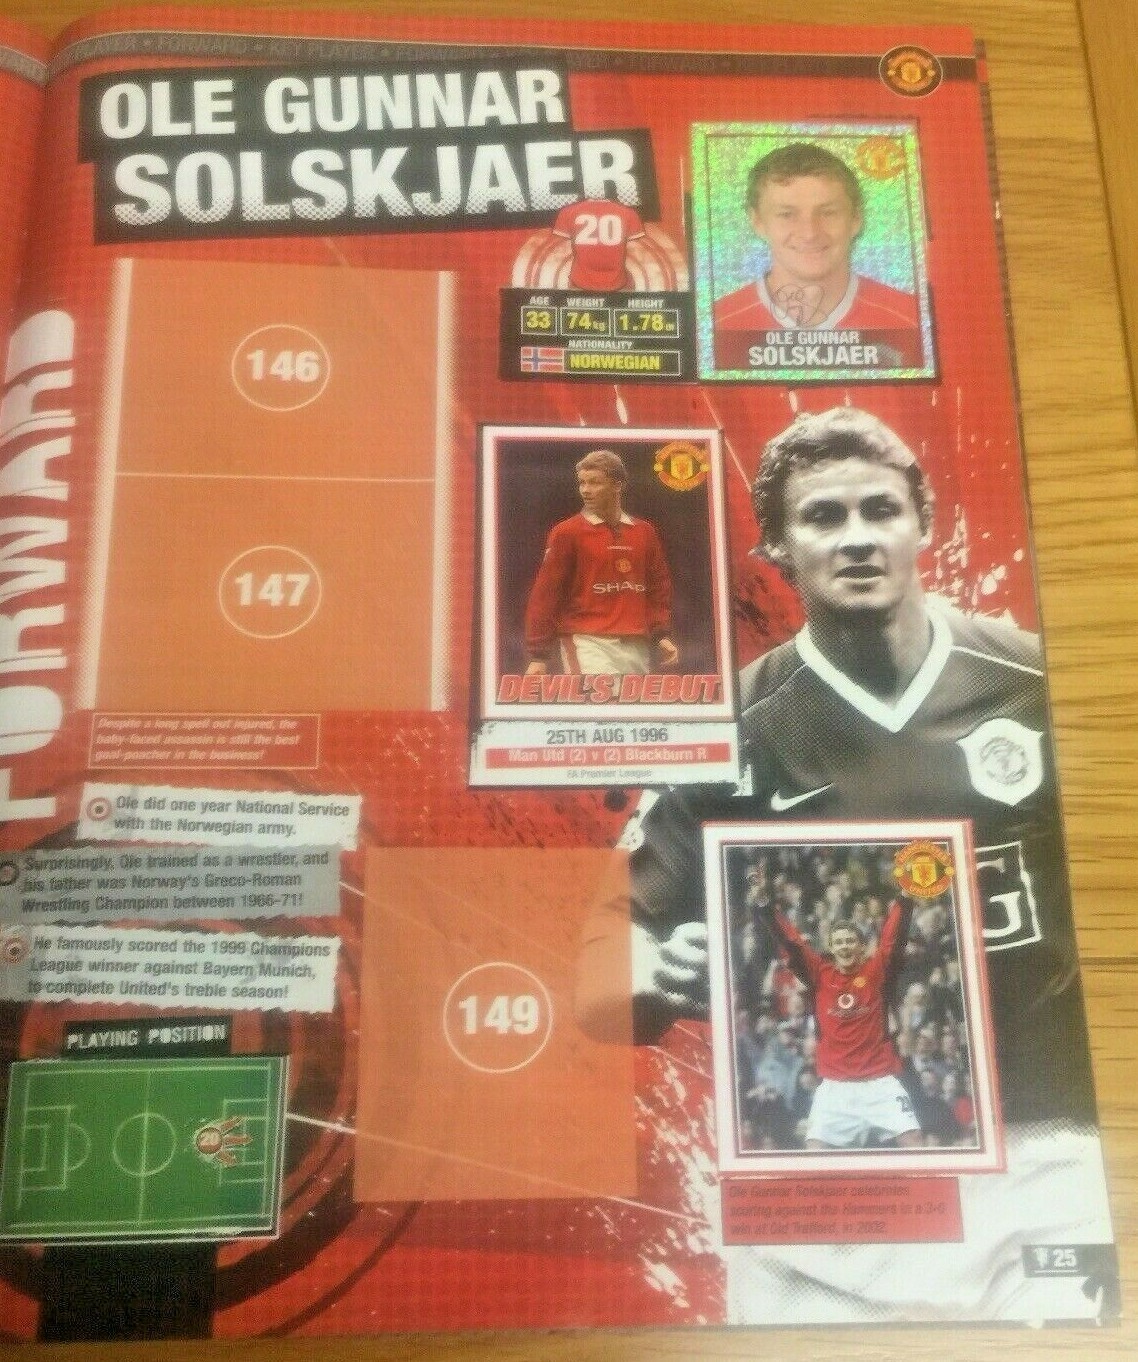 PLAYER • FORWARD • KEY PLAYER • FORWARD
OLE GUNNAR
SOLSKJAER
20
AGE WEIGHT HEIGHT
33 74kg 1.78m
NATIONALITY
NORWEGIAN
OLE GUNNAR
SOLSKJAER
FORWARD
146
147
SHARP
DEVIL'S DEBUT
25TH AUG 1996
Man Utd (2) v (2) Blackburn R
FA Premier League
Despite a long spell out injured, the
baby-faced assassin is still the best
goal-poacher in the business!
Ole did one year National Service
with the Norwegian army.
Surprisingly, Ole trained as a wrestler, and
his father was Norway's Greco-Roman
Wrestling Champion between 1966-71!
He famously scored the 1999 Champions
League winner against Bayern Munich,
to complete United's treble season!
PLAYING POSITION
20
149
G
Ole Gunnar Solskjaer celebrates
scoring against the Hammers in a 3-0
win at Old Trafford, in 2002.
25